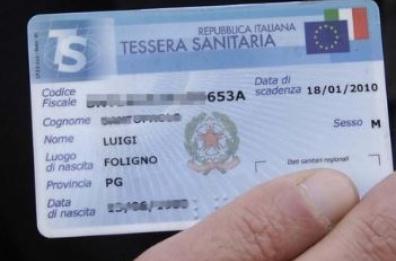 TS
REPUBBLICA ITALIANA
TESSERA SANITARIA
Codice Fiscale 653A
Data di scadenza 18/01/2010
Cognome
Sesso M
Nome LUIGI
Luogo di nascita FOLIGNO
Dati sanitari regionali
Provincia PG
Data di nascita